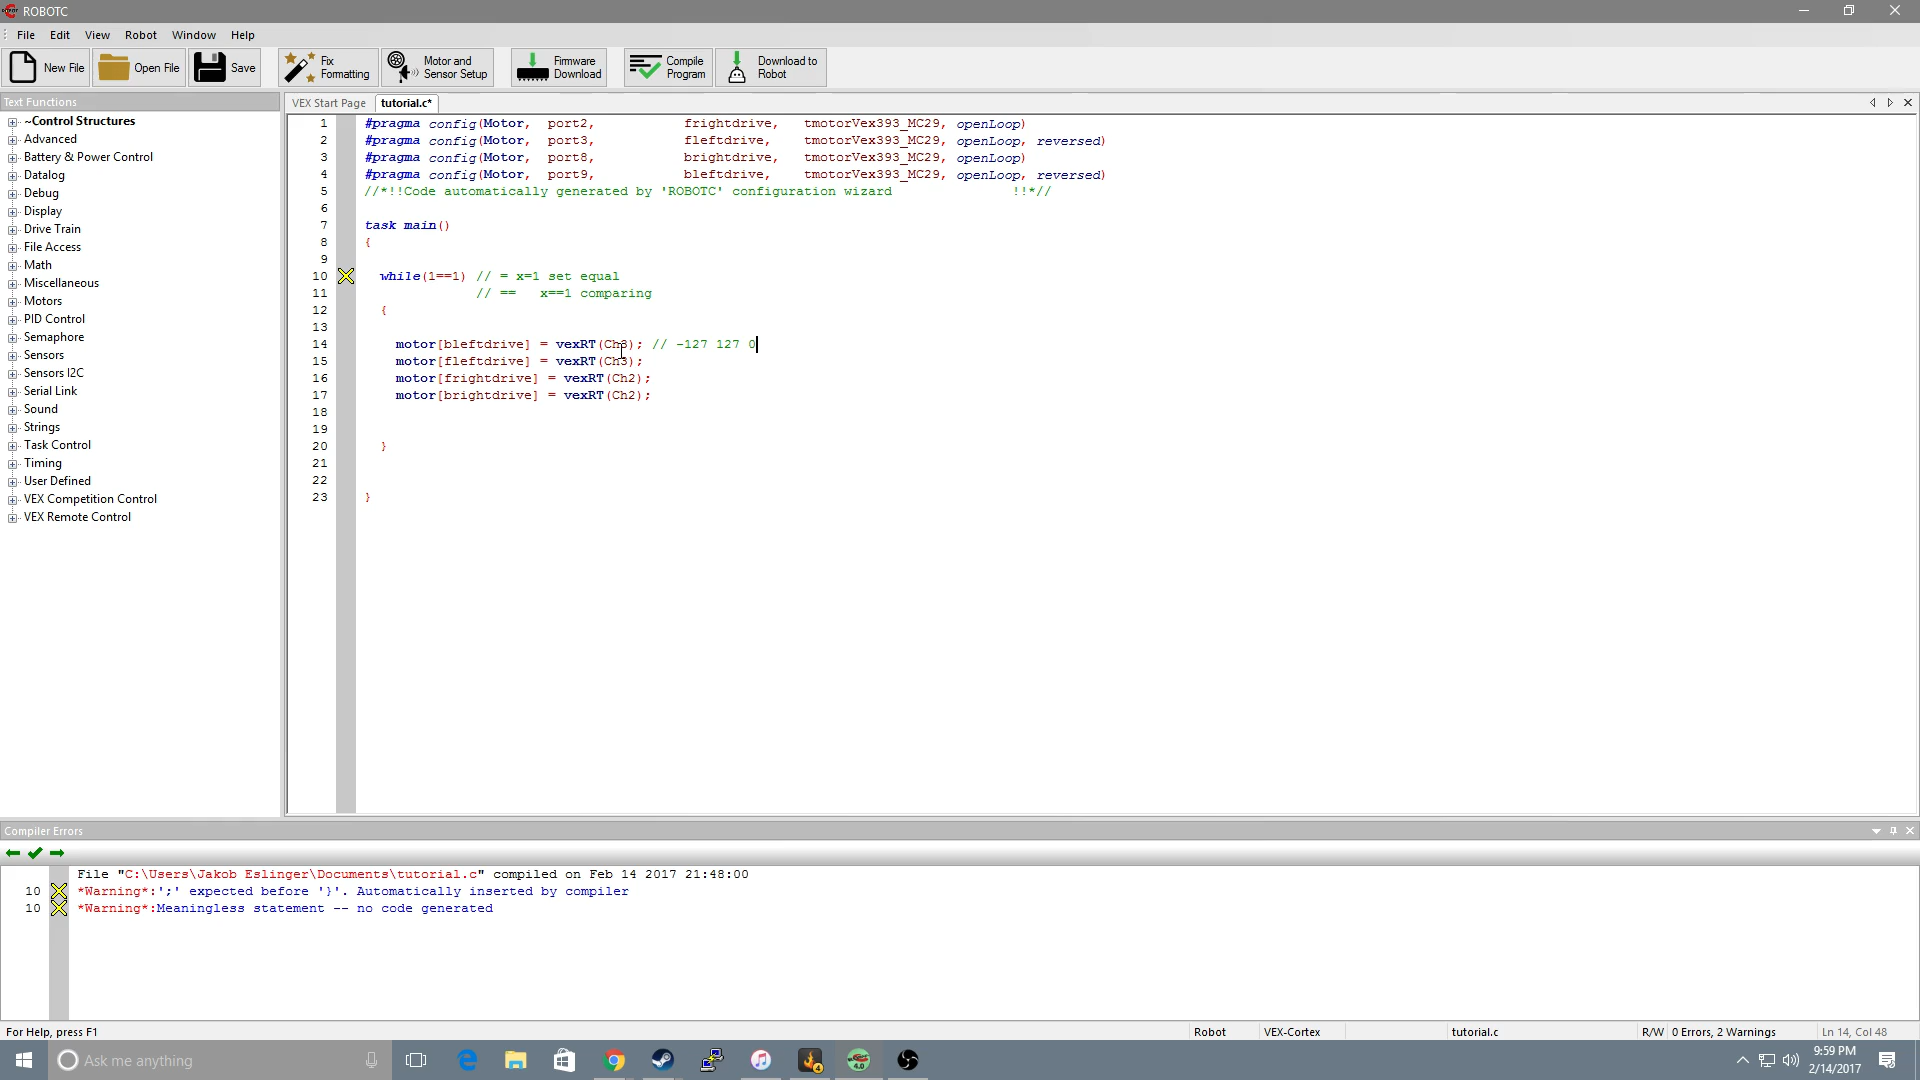 ROBOTC
File Edit View Robot Window Help
New File Open File Save Fix Formatting Motor and Sensor Setup Firmware Download Compile Program Download to Robot
Text Functions
~Control Structures
Advanced
Battery & Power Control
Datalog
Debug
Display
Drive Train
File Access
Math
Miscellaneous
Motors
PID Control
Semaphore
Sensors
Sensors I2C
Serial Link
Sound
Strings
Task Control
Timing
User Defined
VEX Competition Control
VEX Remote Control
VEX Start Page tutorial.c*
1 #pragma config(Motor, port2, frightdrive, tmotorVex393_MC29, openLoop)
2 #pragma config(Motor, port3, fleftdrive, tmotorVex393_MC29, openLoop, reversed)
3 #pragma config(Motor, port8, brightdrive, tmotorVex393_MC29, openLoop)
4 #pragma config(Motor, port9, bleftdrive, tmotorVex393_MC29, openLoop, reversed)
5 //*!!Code automatically generated by 'ROBOTC' configuration wizard !!*//
6
7 task main()
8 {
9
10 while(1==1) // = x=1 set equal
11 // == x==1 comparing
12 {
13
14 motor[bleftdrive] = vexRT(Ch3); // -127 127 0
15 motor[fleftdrive] = vexRT(Ch3);
16 motor[frightdrive] = vexRT(Ch2);
17 motor[brightdrive] = vexRT(Ch2);
18
19
20 }
21
22
23 }
Compiler Errors
File "C:\Users\Jakob Eslinger\Documents\tutorial.c" compiled on Feb 14 2017 21:48:00
10 *Warning*:';' expected before '}'. Automatically inserted by compiler
10 *Warning*:Meaningless statement -- no code generated
For Help, press F1 Robot VEX-Cortex tutorial.c R/W 0 Errors, 2 Warnings Ln 14, Col 48
Ask me anything 4 4.0 9:59 PM
2/14/2017